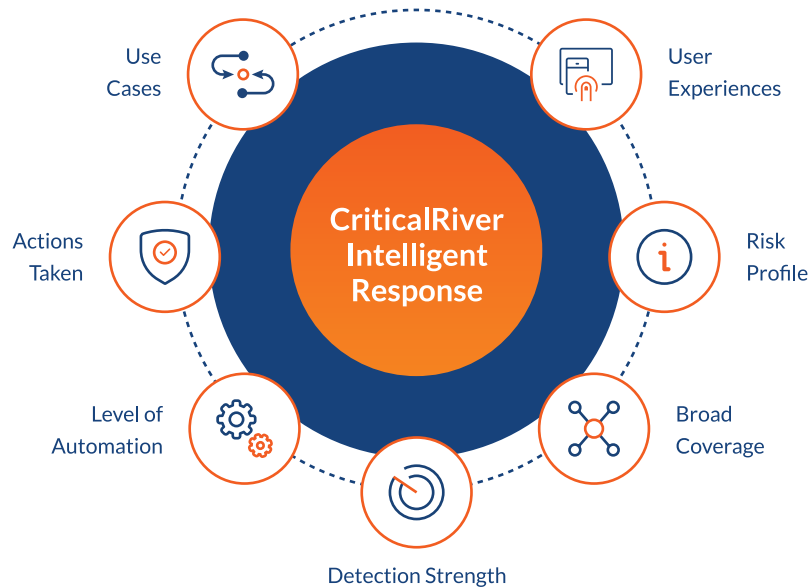 Use
Cases
User
Experiences
CriticalRiver
Intelligent
Response
Actions
Taken
Risk
Profile
Level of
Automation
Broad
Coverage
Detection Strength